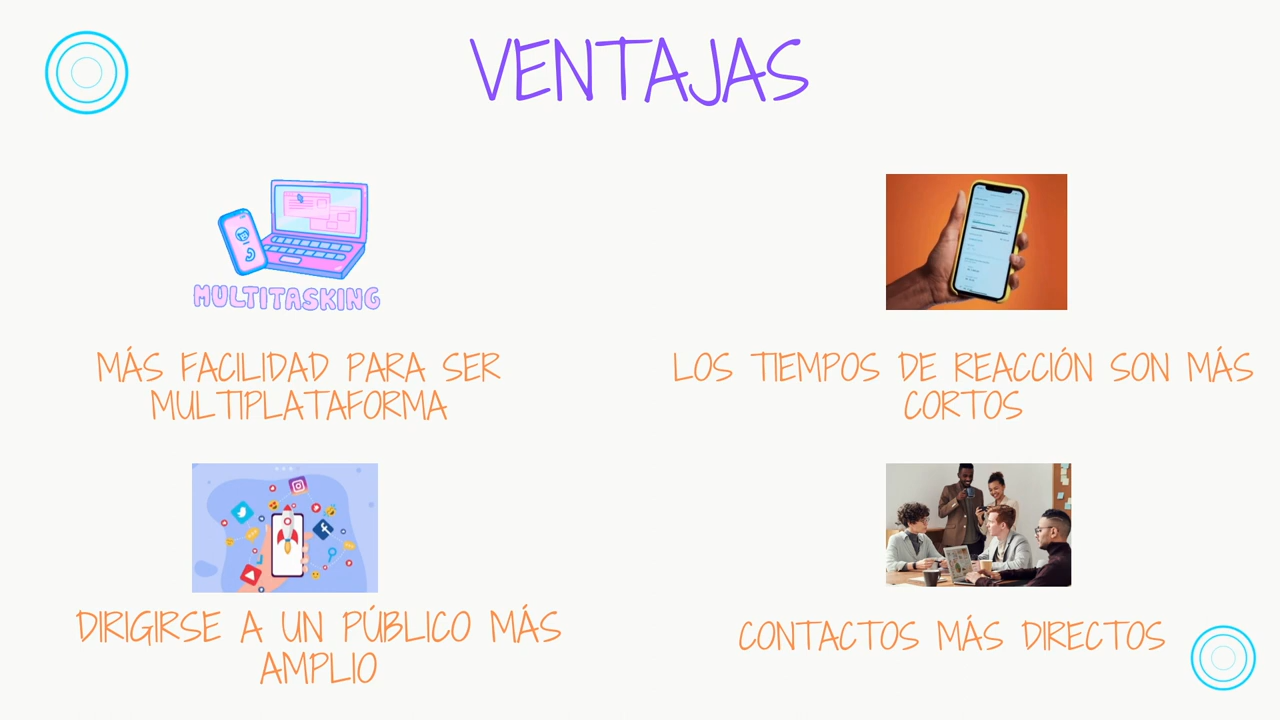 VENTAJAS
MULTITASKING
MÁS FACILIDAD PARA SER
MULTIPLATAFORMA
LOS TIEMPOS DE REACCIÓN SON MÁS
CORTOS
DIRIGIRSE A UN PÚBLICO MÁS
AMPLIO
CONTACTOS MÁS DIRECTOS